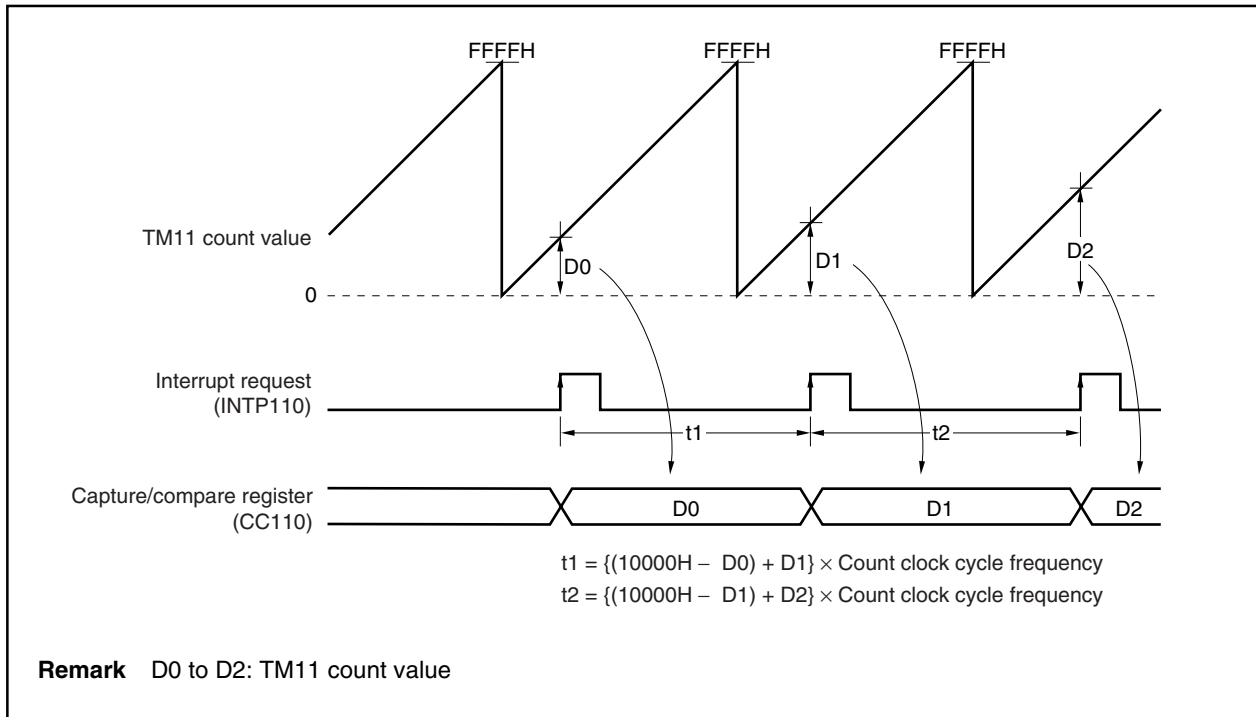 FFFFH FFFFH FFFFH
TM11 count value
D0 D1 D2
0
Interrupt request
(INTP110)
t1 t2
Capture/compare register
(CC110)
D0 D1 D2
t1 = {(10000H – D0) + D1} × Count clock cycle frequency
t2 = {(10000H – D1) + D2} × Count clock cycle frequency
Remark D0 to D2: TM11 count value